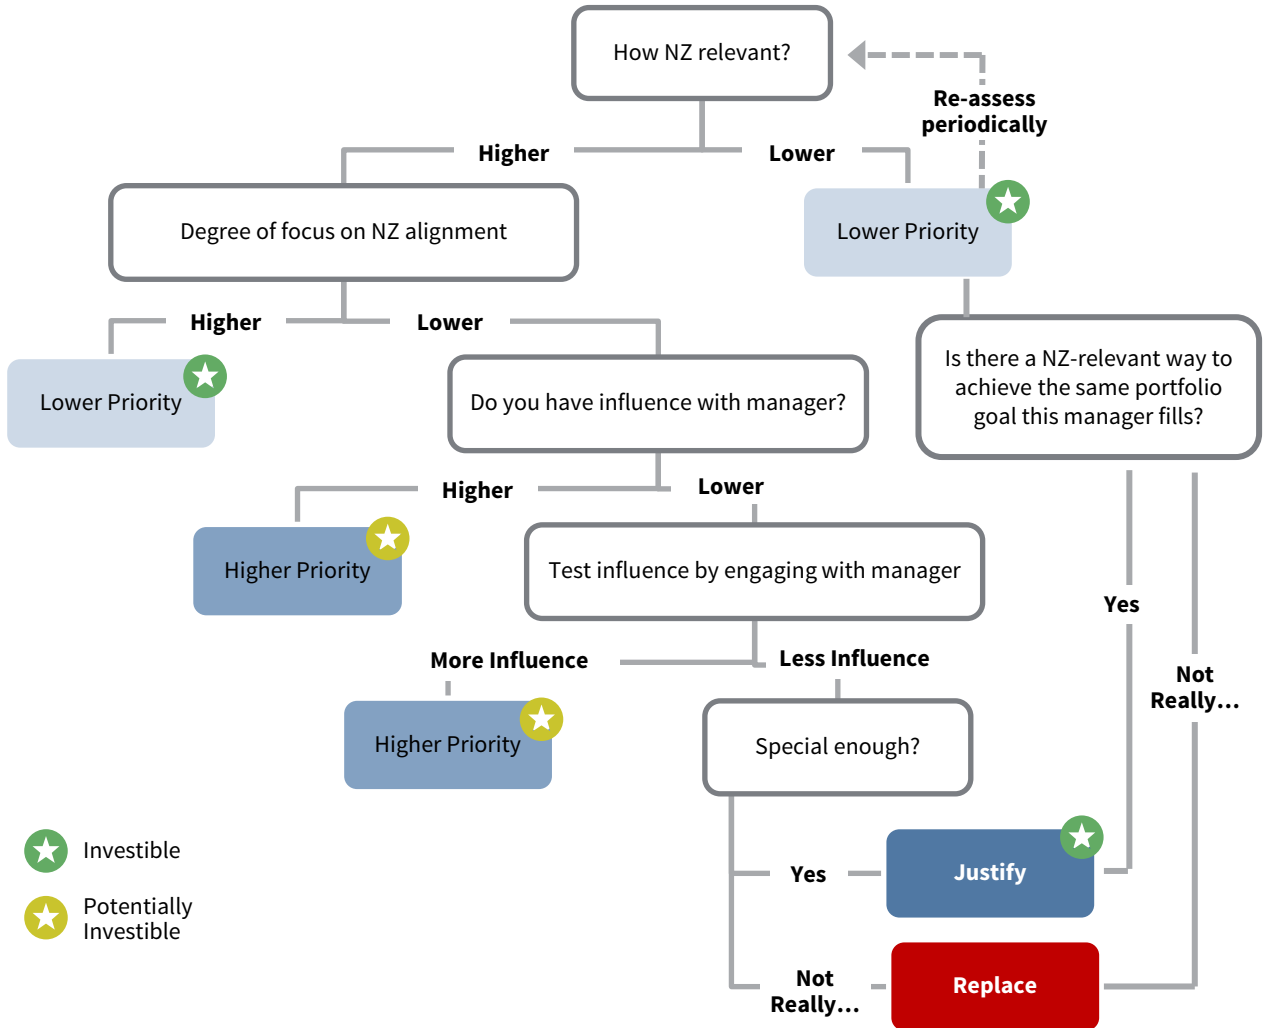 How NZ relevant?
Re-assess
periodically
Higher
Lower
Degree of focus on NZ alignment
Lower Priority
Higher
Lower
Is there a NZ-relevant way to
achieve the same portfolio
goal this manager fills?
Lower Priority
Do you have influence with manager?
Higher
Lower
Higher Priority
Test influence by engaging with manager
Yes
More Influence
Less Influence
Not
Really...
Higher Priority
Special enough?
Investible
Yes
Justify
Potentially
Investible
Not
Really...
Replace